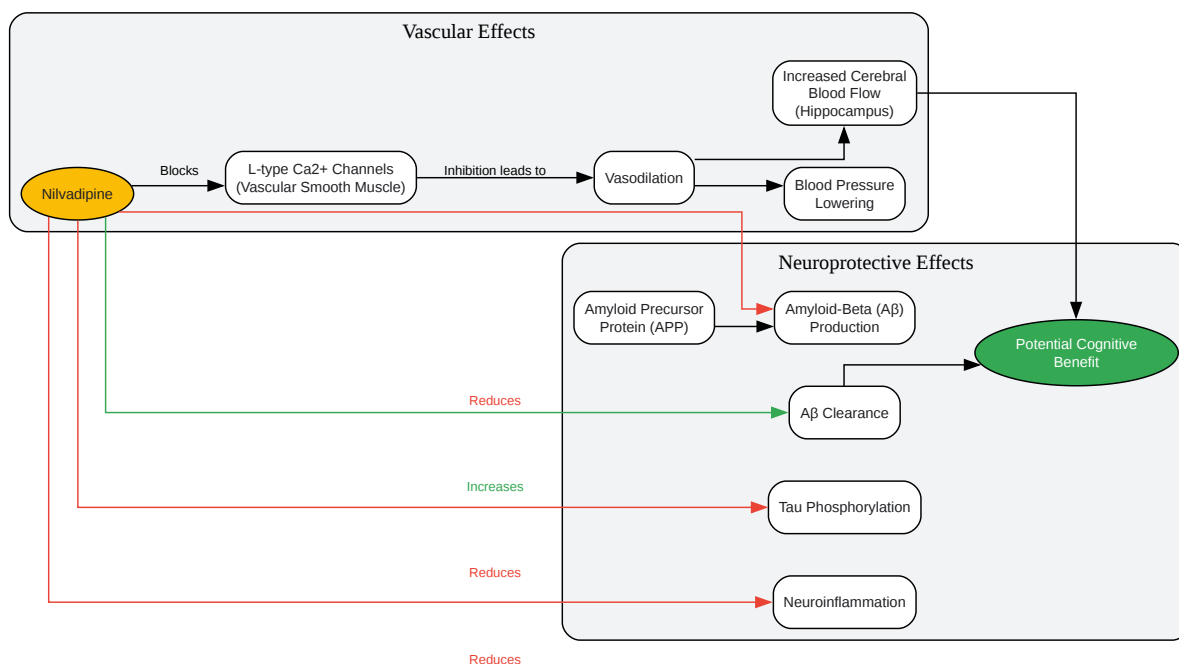 Vascular Effects
Increased Cerebral
Blood Flow
(Hippocampus)
Blocks
L-type Ca2+ Channels
(Vascular Smooth Muscle)
Inhibition leads to
Vasodilation
Nilvadipine
Blood Pressure
Lowering
Neuroprotective Effects
Amyloid Precursor
Protein (APP)
Amyloid-Beta (Aβ)
Production
Potential Cognitive
Benefit
Reduces
Aβ Clearance
Increases
Tau Phosphorylation
Reduces
Neuroinflammation
Reduces